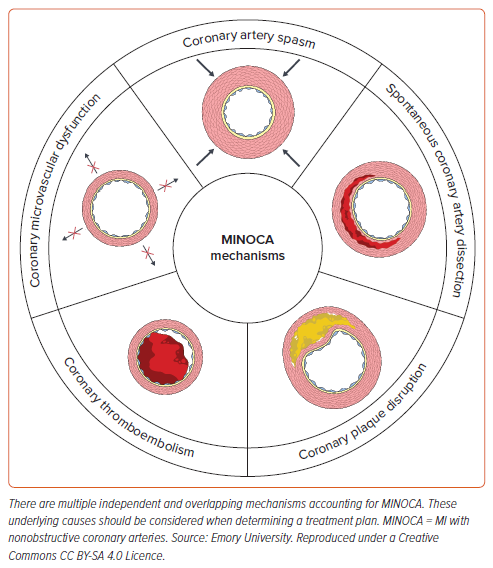 Coronary artery spasm
Spontaneous coronary artery dissection
Coronary plaque disruption
Coronary thromboembolism
Coronary microvascular dysfunction
MINOCA
mechanisms
There are multiple independent and overlapping mechanisms accounting for MINOCA. These
underlying causes should be considered when determining a treatment plan. MINOCA = MI with
nonobstructive coronary arteries. Source: Emory University. Reproduced under a Creative
Commons CC BY-SA 4.0 Licence.